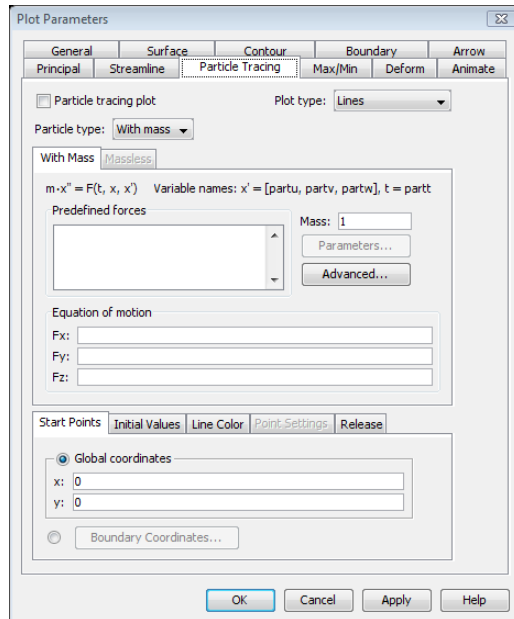 Plot Parameters
General Surface Contour Boundary Arrow
Principal Streamline Particle Tracing Max/Min Deform Animate
Particle tracing plot Plot type: Lines
Particle type: With mass
With Mass Massless
m·x'' = F(t, x, x') Variable names: x' = [partu, partv, partw], t = partt
Predefined forces
Mass: 1
Parameters...
Advanced...
Equation of motion
Fx:
Fy:
Fz:
Start Points Initial Values Line Color Point Settings Release
Global coordinates
x: 0
y: 0
Boundary Coordinates...
OK Cancel Apply Help